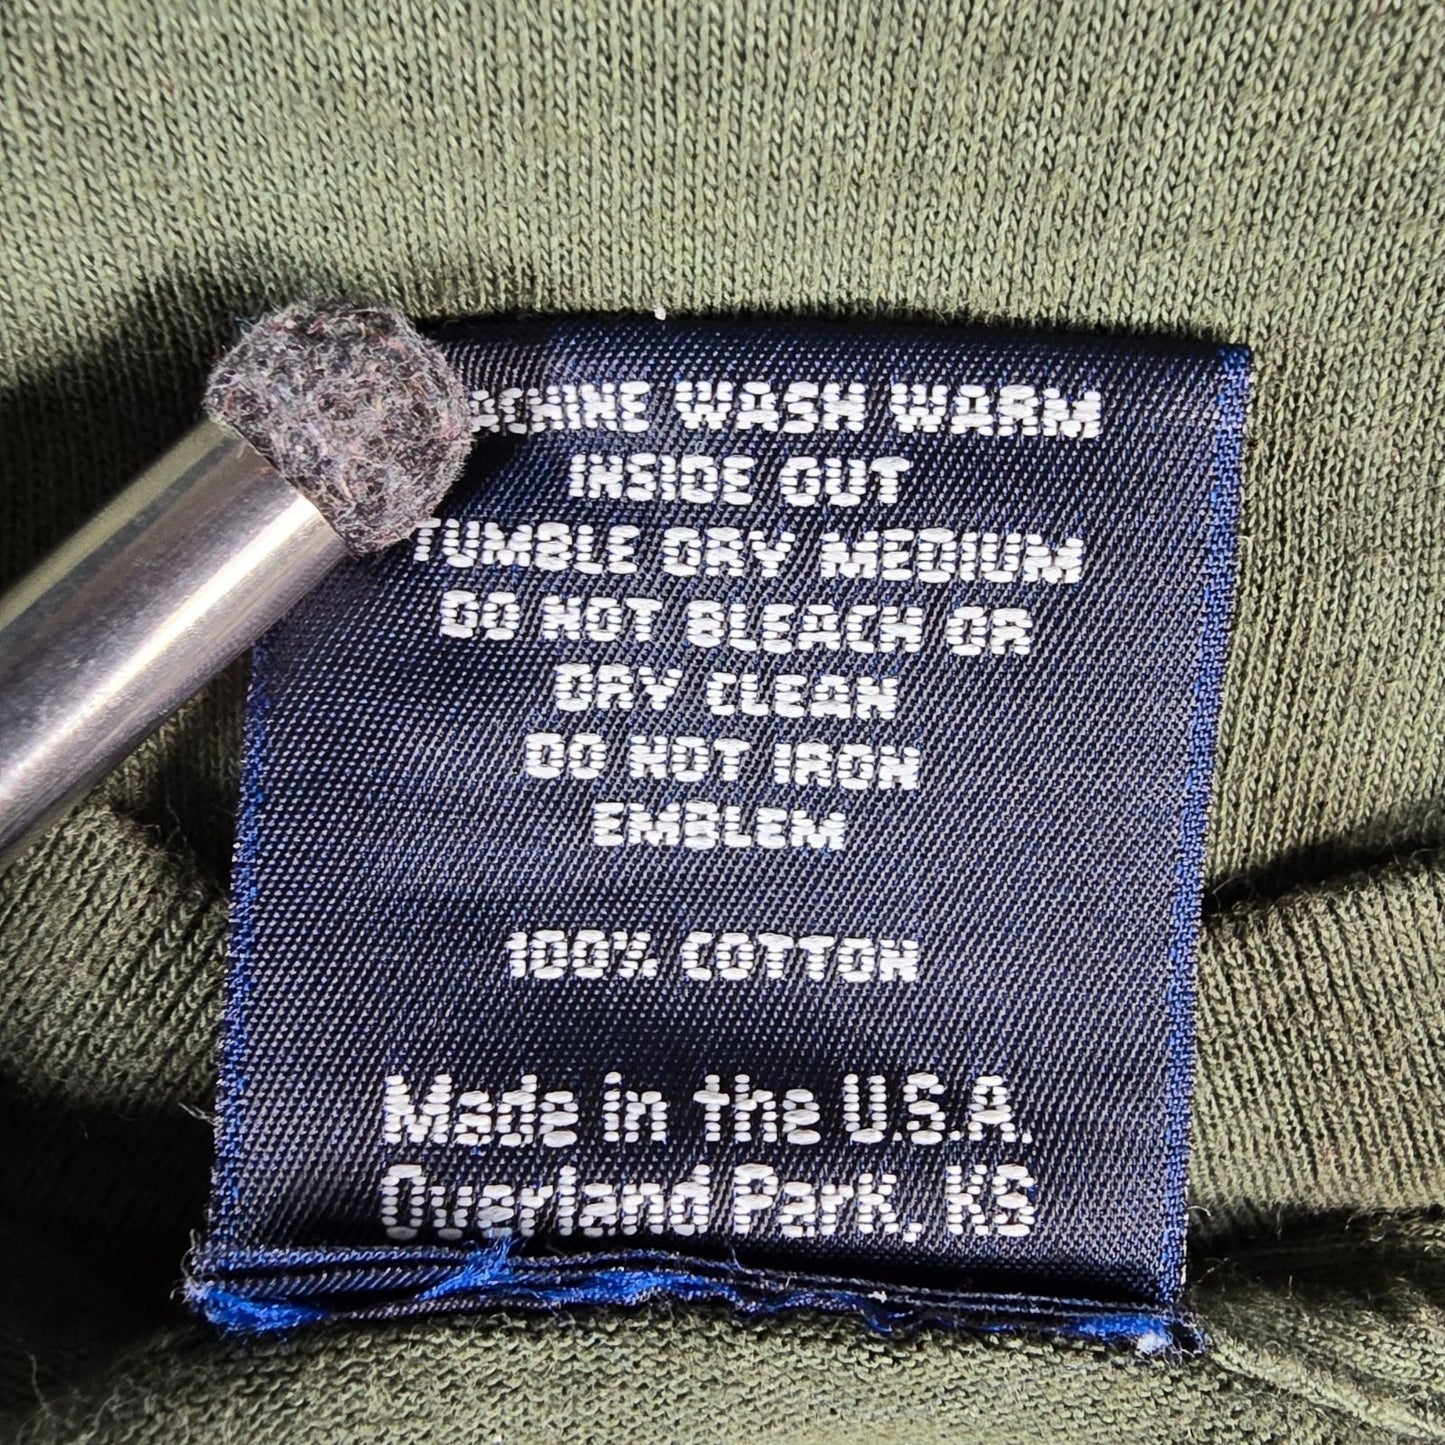 ACHINE WASH WARM
INSIDE OUT
TUMBLE DRY MEDIUM
DO NOT BLEACH OR
DRY CLEAN
DO NOT IRON
EMBLEM
100% COTTON
Made in the U.S.A.
Overland Park, KS